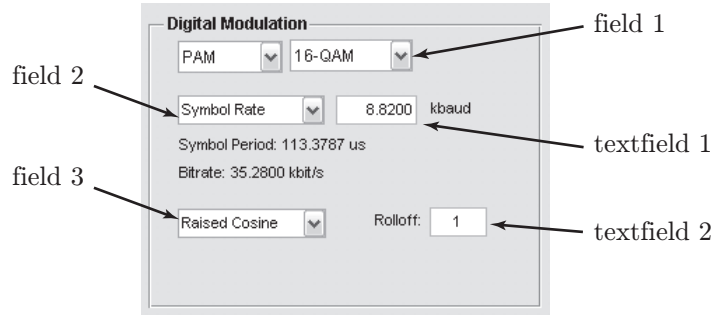 Digital Modulation
field 1
PAM 16-QAM
field 2
Symbol Rate 8.8200 kbaud
Symbol Period: 113.3787 us
textfield 1
Bitrate: 35.2800 kbit/s
field 3
Raised Cosine Rolloff: 1
textfield 2